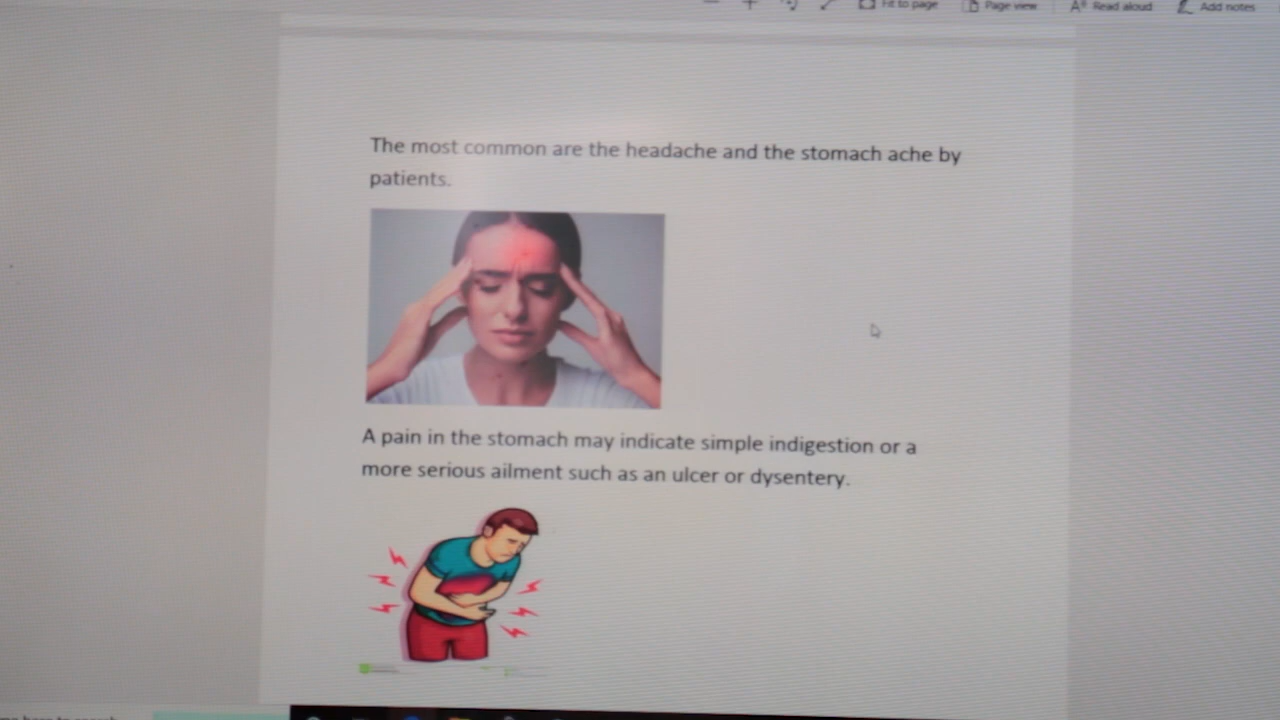 Fit to page Page view Read aloud Add notes
The most common are the headache and the stomach ache by
patients.
A pain in the stomach may indicate simple indigestion or a
more serious ailment such as an ulcer or dysentery.